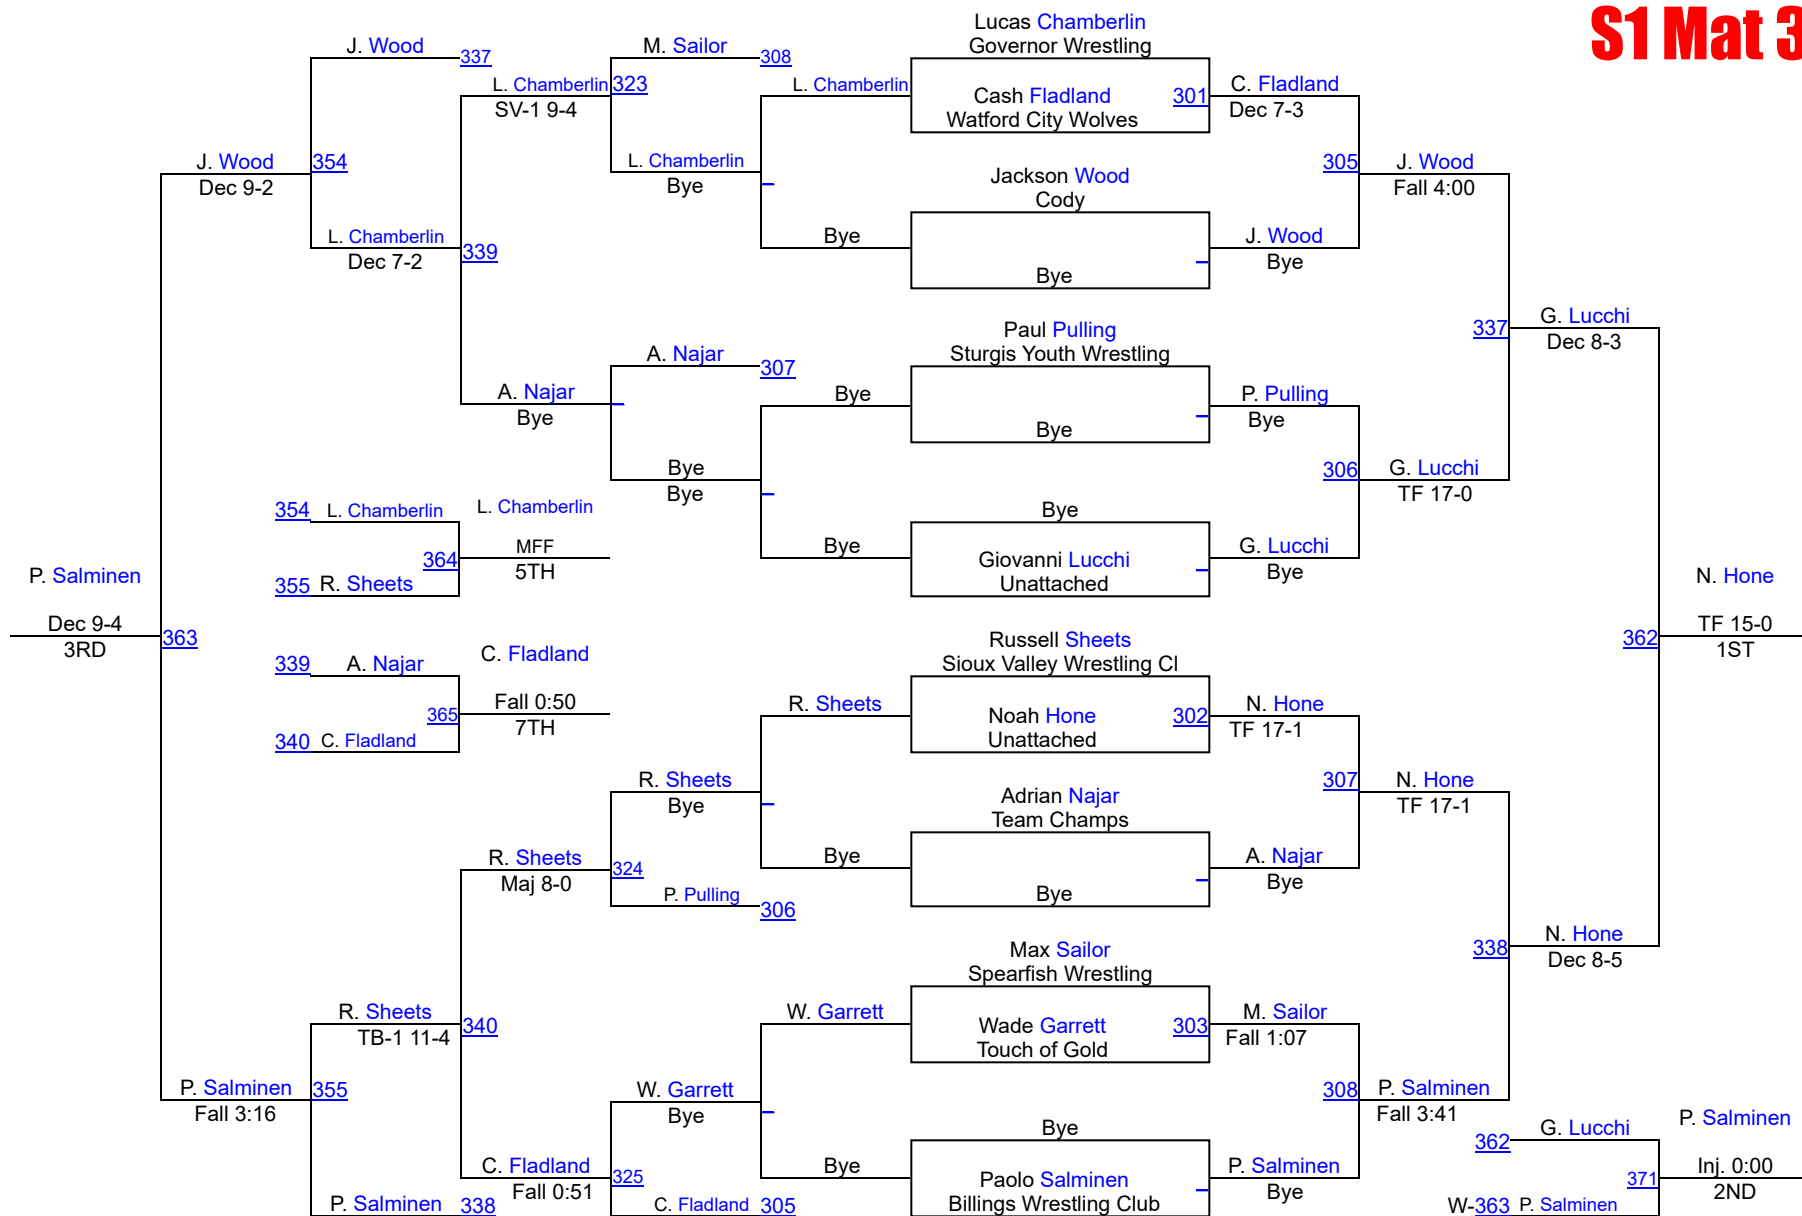 S1 Mat 3
Lucas Chamberlin
Governor Wrestling
J. Wood
337
M. Sailor
308
L. Chamberlin
323
SV-1 9-4
L. Chamberlin
Cash Fladland
Watford City Wolves
301
C. Fladland
Dec 7-3
J. Wood
Dec 9-2
354
L. Chamberlin
Bye
Jackson Wood
Cody
305
J. Wood
Fall 4:00
L. Chamberlin
Dec 7-2
339
Bye
Bye
J. Wood
Bye
Paul Pulling
Sturgis Youth Wrestling
337
G. Lucchi
Dec 8-3
A. Najar
307
A. Najar
Bye
Bye
Bye
P. Pulling
Bye
Bye
Bye
306
G. Lucchi
TF 17-0
354
L. Chamberlin
L. Chamberlin
Bye
364
MFF
5TH
Bye
Giovanni Lucchi
Unattached
G. Lucchi
Bye
355
R. Sheets
P. Salminen
Dec 9-4
3RD
363
N. Hone
TF 15-0
1ST
362
Russell Sheets
Sioux Valley Wrestling Cl
339
A. Najar
C. Fladland
365
Fall 0:50
7TH
340
C. Fladland
R. Sheets
Noah Hone
Unattached
302
N. Hone
TF 17-1
R. Sheets
Bye
Adrian Najar
Team Champs
307
N. Hone
TF 17-1
R. Sheets
Maj 8-0
324
Bye
Bye
A. Najar
Bye
P. Pulling
306
Max Sailor
Spearfish Wrestling
338
N. Hone
Dec 8-5
R. Sheets
TB-1 11-4
340
W. Garrett
Wade Garrett
Touch of Gold
303
M. Sailor
Fall 1:07
P. Salminen
Fall 3:16
355
W. Garrett
Bye
308
P. Salminen
Fall 3:41
Bye
362
G. Lucchi
P. Salminen
C. Fladland
Fall 0:51
325
Bye
Paolo Salminen
Billings Wrestling Club
P. Salminen
Bye
371
Inj. 0:00
2ND
P. Salminen
338
C. Fladland
305
W-363
P. Salminen